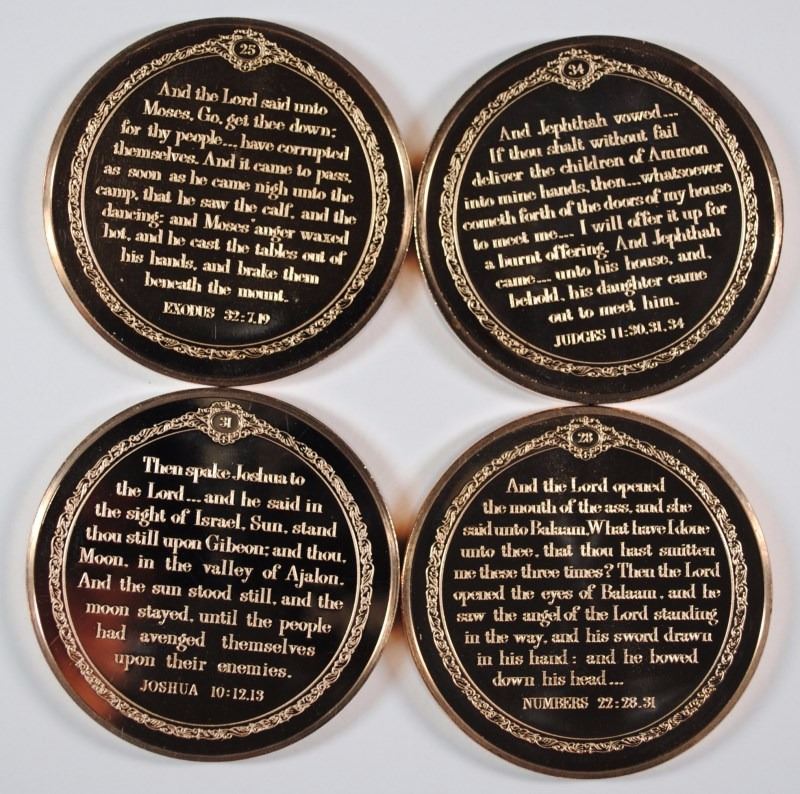 25
And the Lord said unto
Moses, Go, get thee down;
for thy people... have corrupted
themselves. And it came to pass,
as soon as he came nigh unto the
camp, that he saw the calf, and the
dancing: and Moses' anger waxed
hot, and he cast the tables out of
his hands, and brake them
beneath the mount.
EXODUS 32:7,19
34
And Jephthah vowed...
If thou shalt without fail
deliver the children of Ammon
into mine hands, then...whatsoever
cometh forth of the doors of my house
to meet me.... I will offer it up for
a burnt offering. And Jephthah
came.... unto his house, and,
behold, his daughter came
out to meet him.
JUDGES 11:30,31,34
31
Then spake Joshua to
the Lord...and he said in
the sight of Israel, Sun, stand
thou still upon Gibeon; and thou,
Moon, in the valley of Ajalon.
And the sun stood still, and the
moon stayed, until the people
had avenged themselves
upon their enemies.
JOSHUA 10:12,13
28
And the Lord opened
the mouth of the ass, and she
said unto Balaam, What have I done
unto thee, that thou hast smitten
me these three times? Then the Lord
opened the eyes of Balaam, and he
saw the angel of the Lord standing
in the way, and his sword drawn
in his hand: and he bowed
down his head...
NUMBERS 22:28,31